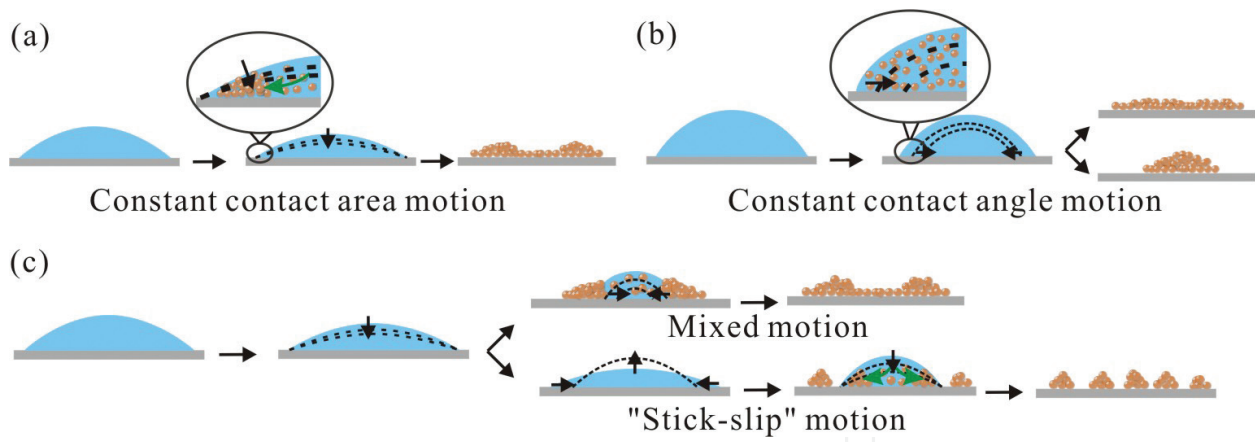 (a)
(b)
Constant contact area motion
Constant contact angle motion
(c)
Mixed motion
"Stick-slip" motion